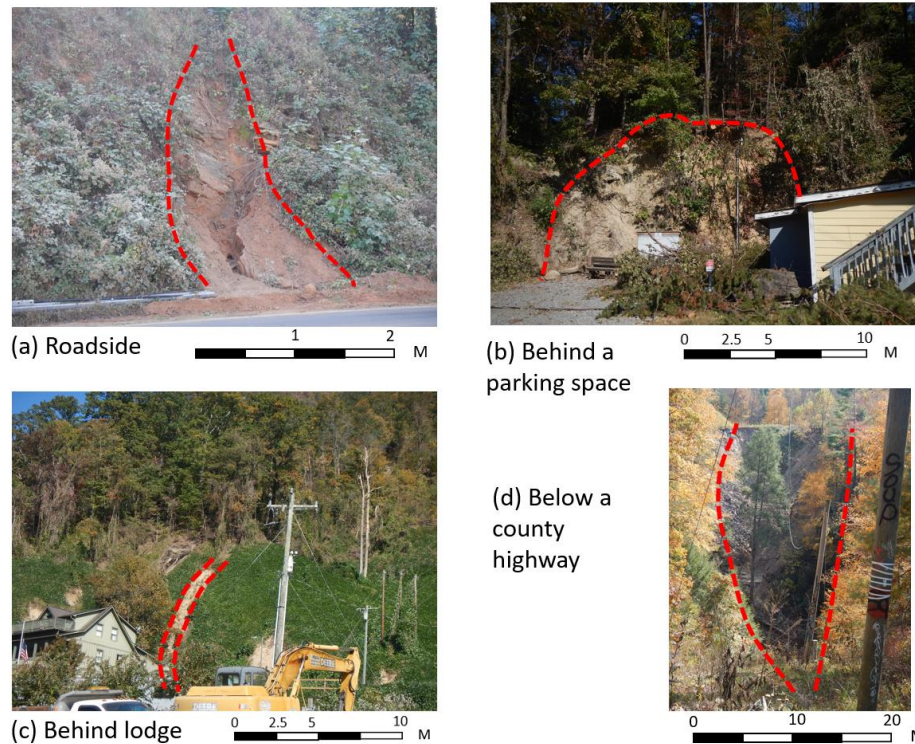 1 2
(a) Roadside M
0 2.5 5 10
(b) Behind a M
parking space
(d) Below a
county
highway
0 2.5 5 10
(c) Behind lodge M
0 10 20
M